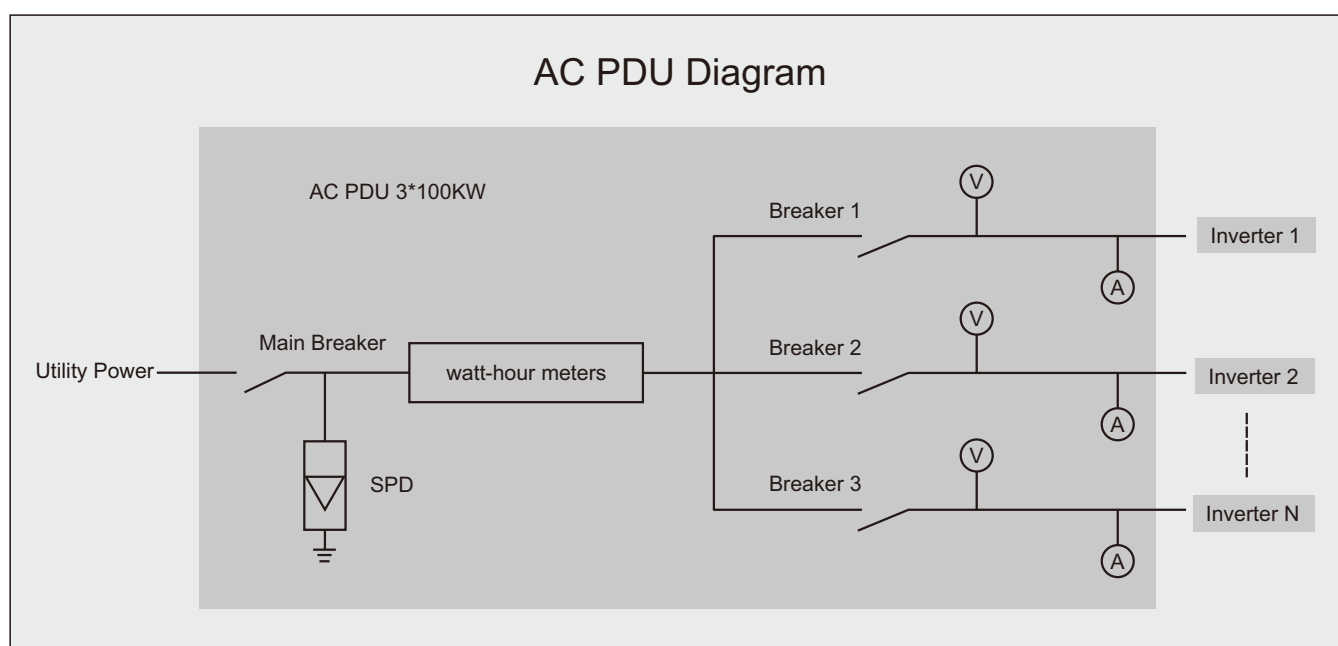 AC PDU Diagram
AC PDU 3*100KW
V
Breaker 1
Inverter 1
A
V
Main Breaker
Breaker 2
Utility Power
watt-hour meters
Inverter 2
A
V
SPD
Breaker 3
Inverter N
A